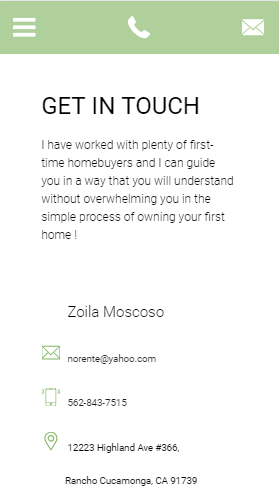 GET IN TOUCH
I have worked with plenty of first-
time homebuyers and I can guide
you in a way that you will understand
without overwhelming you in the
simple process of owning your first
home !
Zoila Moscoso
norente@yahoo.com
562-843-7515
12223 Highland Ave #366,
Rancho Cucamonga, CA 91739